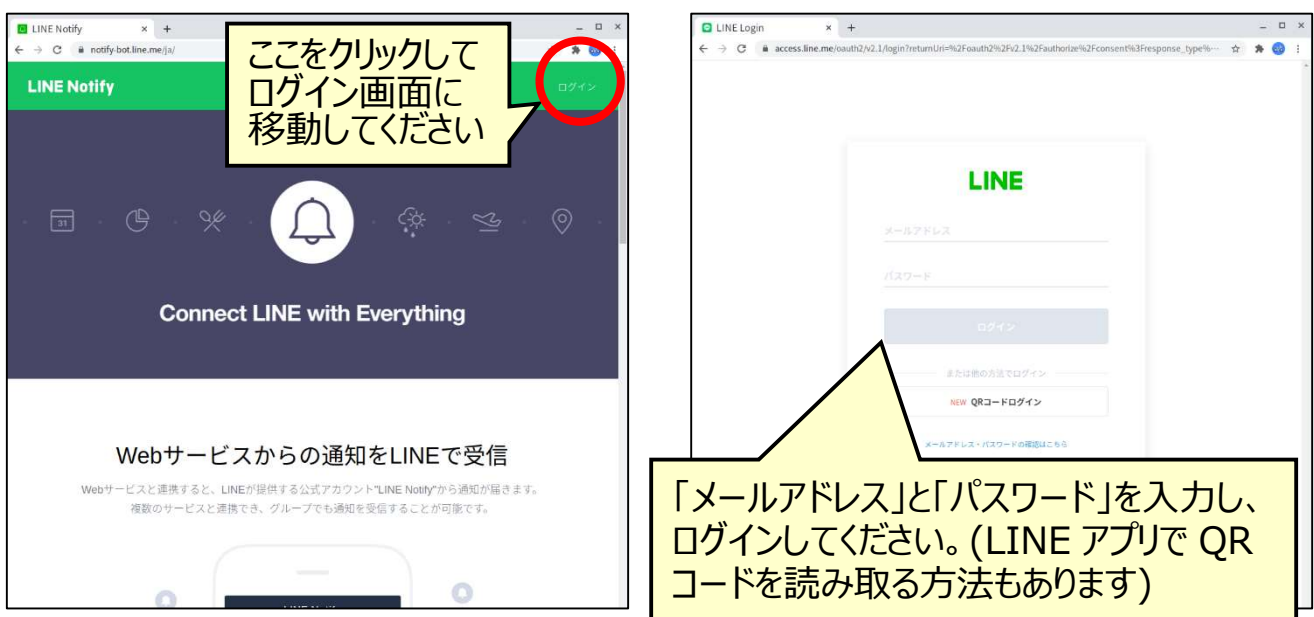 LINE Notify
notify-bot.line.me/ja/
LINE Notify
ログイン
ここをクリックして
ログイン画面に
移動してください
31
Connect LINE with Everything
Webサービスからの通知をLINEで受信
Webサービスと連携すると、LINEが提供する公式アカウント"LINE Notify"から通知が届きます。
複数のサービスと連携でき、グループでも通知を受信することが可能です。
LINE Login
access.line.me/oauth2/v2.1/login?returnUri=%2Foauth2%2Fv2.1%2Fauthorize%2Fconsent%3Fresponse_type%…
LINE
メールアドレス
パスワード
ログイン
または他の方法でログイン
NEW QRコードログイン
メールアドレス・パスワードの確認はこちら
「メールアドレス」と「パスワード」を入力し、
ログインしてください。(LINE アプリで QR
コードを読み取る方法もあります)